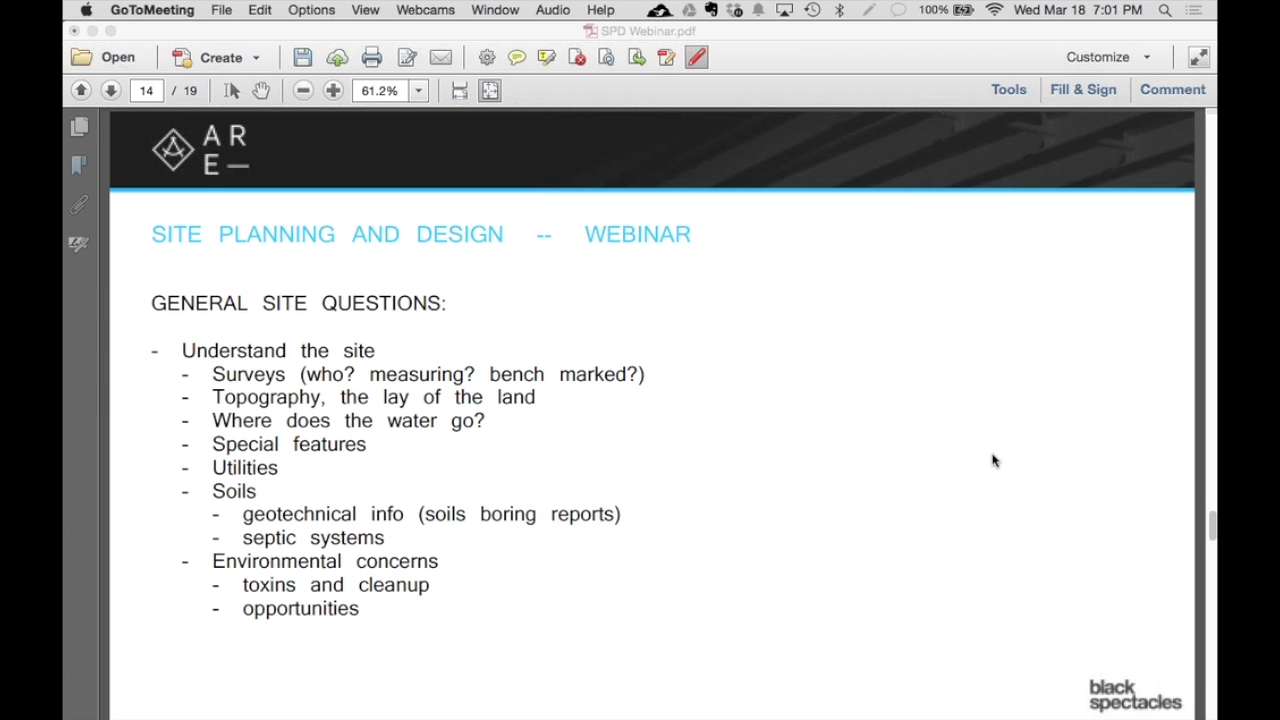 GoToMeeting File Edit Options View Webcams Window Audio Help 100% Wed Mar 18 7:01 PM
SPD Webinar.pdf
Open Create Customize
14 / 19 61.2% Tools Fill & Sign Comment
A R
E —
SITE PLANNING AND DESIGN -- WEBINAR
GENERAL SITE QUESTIONS:
- Understand the site
- Surveys (who? measuring? bench marked?)
- Topography, the lay of the land
- Where does the water go?
- Special features
- Utilities
- Soils
- geotechnical info (soils boring reports)
- septic systems
- Environmental concerns
- toxins and cleanup
- opportunities
black
spectacles